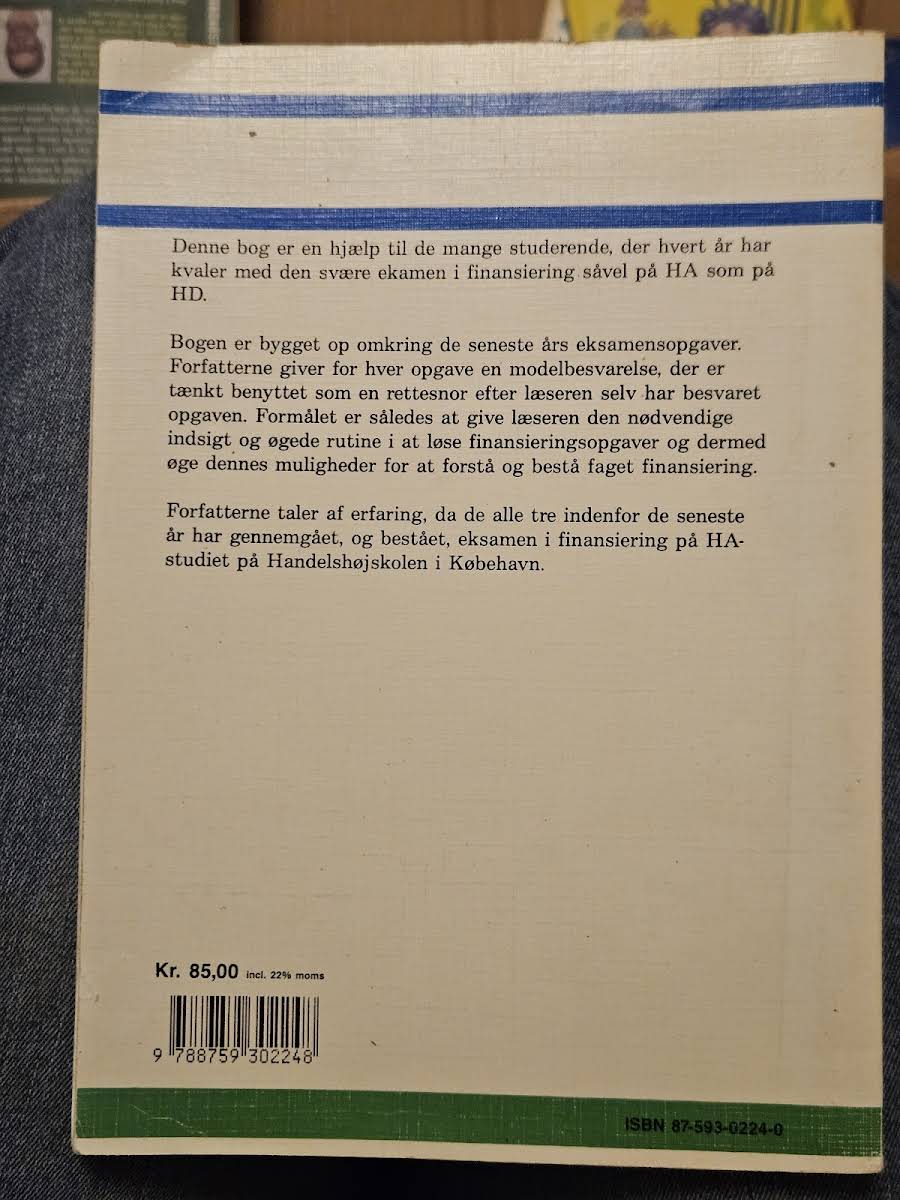 Denne bog er en hjælp til de mange studerende, der hvert år har
kvaler med den svære ekamen i finansiering såvel på HA som på
HD.
Bogen er bygget op omkring de seneste års eksamensopgaver.
Forfatterne giver for hver opgave en modelbesvarelse, der er
tænkt benyttet som en rettesnor efter læseren selv har besvaret
opgaven. Formålet er således at give læseren den nødvendige
indsigt og øgede rutine i at løse finansieringsopgaver og dermed
øge dennes muligheder for at forstå og bestå faget finansiering.
Forfatterne taler af erfaring, da de alle tre indenfor de seneste
år har gennemgået, og bestået, eksamen i finansiering på HA-
studiet på Handelshøjskolen i Købehavn.
Kr. 85,00 incl. 22% moms
9 788759 302248
ISBN 87-593-0224-0